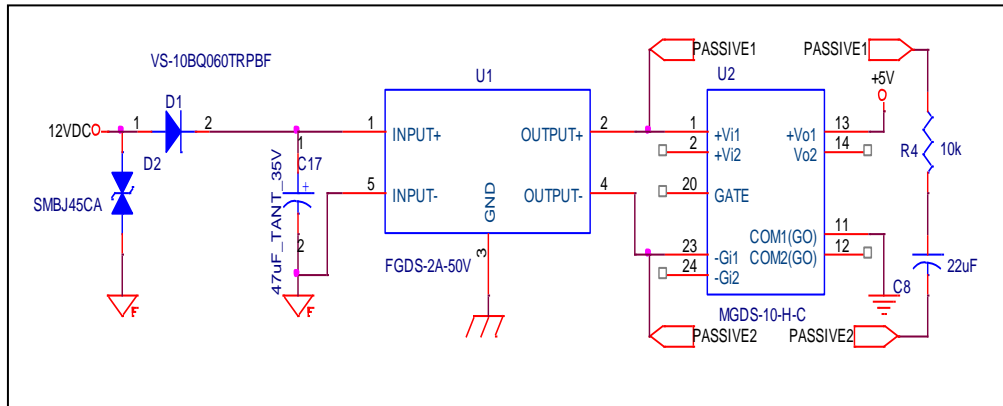 VS-10BQ060TRPBF
PASSIVE1
PASSIVE1
U1
U2
+5V
D1
12VDC
1
2
1
INPUT+
OUTPUT+
2
1
+Vi1
+Vo1
13
2
+Vi2
Vo2
14
R4
10k
D2
1
C17
+
47uF_TANT_35V
2
5
INPUT-
OUTPUT-
4
20
GATE
SMBJ45CA
GND
3
COM1(GO)
11
23
-Gi1
COM2(GO)
12
24
-Gi2
FGDS-2A-50V
22uF
C8
F
F
MGDS-10-H-C
PASSIVE2
PASSIVE2